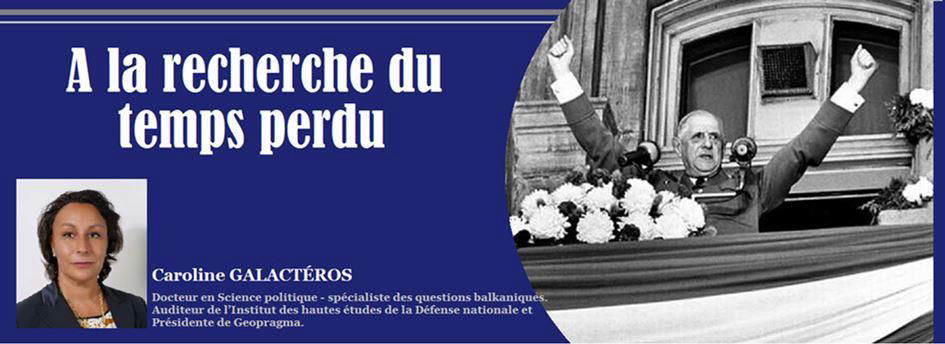 A la recherche du
temps perdu
Caroline GALACTÉROS
Docteur en Science politique - spécialiste des questions balkaniques.
Auditeur de l'Institut des hautes études de la Défense nationale et
Présidente de Geopragma.